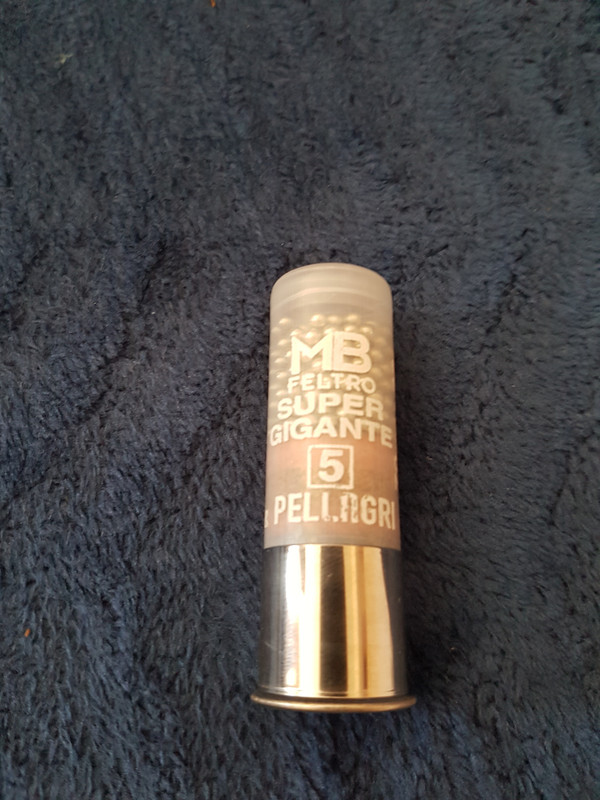 MB
FELTRO
SUPER
GIGANTE
5
PELLAGRI